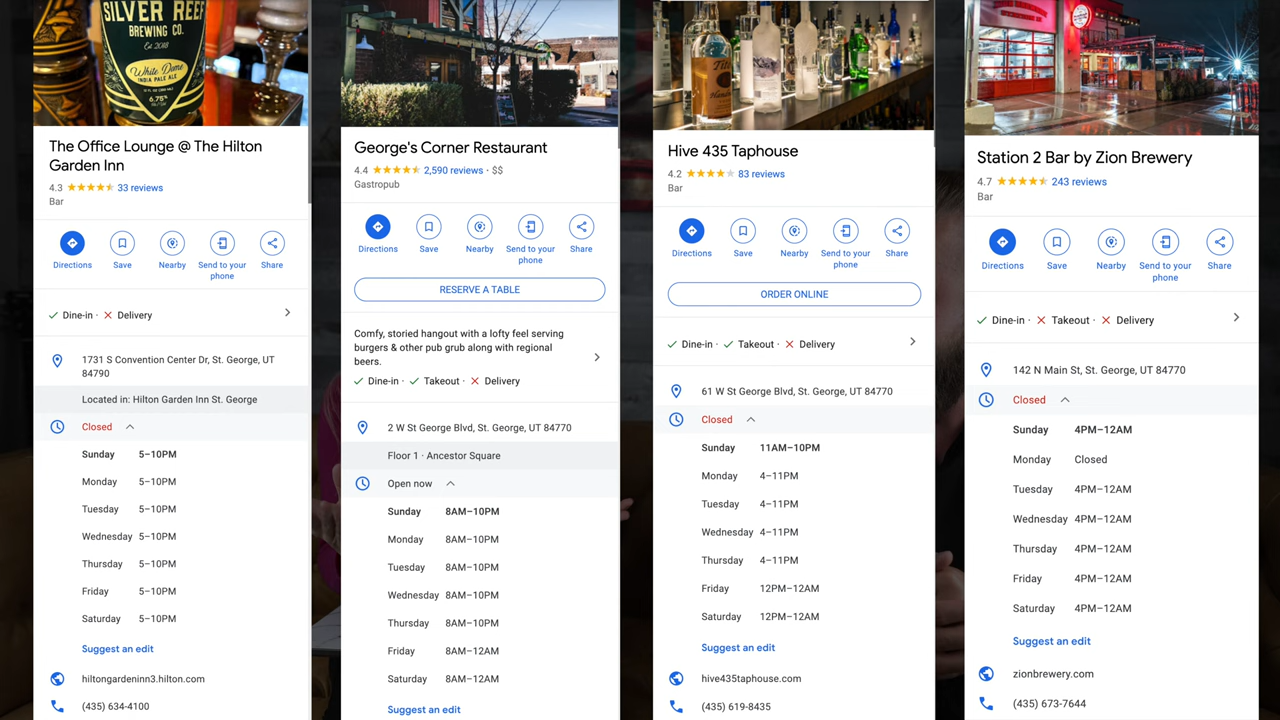 SILVER REEF
BREWING CO.
Est 2018
White Dome
INDIA PALE ALE
6.75%
The Office Lounge @ The Hilton
Garden Inn
4.3 33 reviews
Bar
Directions Save Nearby Send to your
phone Share
Dine-in · Delivery
1731 S Convention Center Dr, St. George, UT
84790
Located in: Hilton Garden Inn St. George
Closed
Sunday 5–10PM
Monday 5–10PM
Tuesday 5–10PM
Wednesday 5–10PM
Thursday 5–10PM
Friday 5–10PM
Saturday 5–10PM
Suggest an edit
hiltongardeninn3.hilton.com
(435) 634-4100
George's Corner Restaurant
4.4 2,590 reviews · $$
Gastropub
Directions Save Nearby Send to your
phone Share
RESERVE A TABLE
Comfy, storied hangout with a lofty feel serving
burgers & other pub grub along with regional
beers.
Dine-in · Takeout · Delivery
2 W St George Blvd, St. George, UT 84770
Floor 1 · Ancestor Square
Open now
Sunday 8AM–10PM
Monday 8AM–10PM
Tuesday 8AM–10PM
Wednesday 8AM–10PM
Thursday 8AM–10PM
Friday 8AM–12AM
Saturday 8AM–12AM
Suggest an edit
Hive 435 Taphouse
4.2 83 reviews
Bar
Directions Save Nearby Send to your
phone Share
ORDER ONLINE
Dine-in · Takeout · Delivery
61 W St George Blvd, St. George, UT 84770
Closed
Sunday 11AM–10PM
Monday 4–11PM
Tuesday 4–11PM
Wednesday 4–11PM
Thursday 4–11PM
Friday 12PM–12AM
Saturday 12PM–12AM
Suggest an edit
hive435taphouse.com
(435) 619-8435
Station 2 Bar by Zion Brewery
4.7 243 reviews
Bar
Directions Save Nearby Send to your
phone Share
Dine-in · Takeout · Delivery
142 N Main St, St. George, UT 84770
Closed
Sunday 4PM–12AM
Monday Closed
Tuesday 4PM–12AM
Wednesday 4PM–12AM
Thursday 4PM–12AM
Friday 4PM–12AM
Saturday 4PM–12AM
Suggest an edit
zionbrewery.com
(435) 673-7644